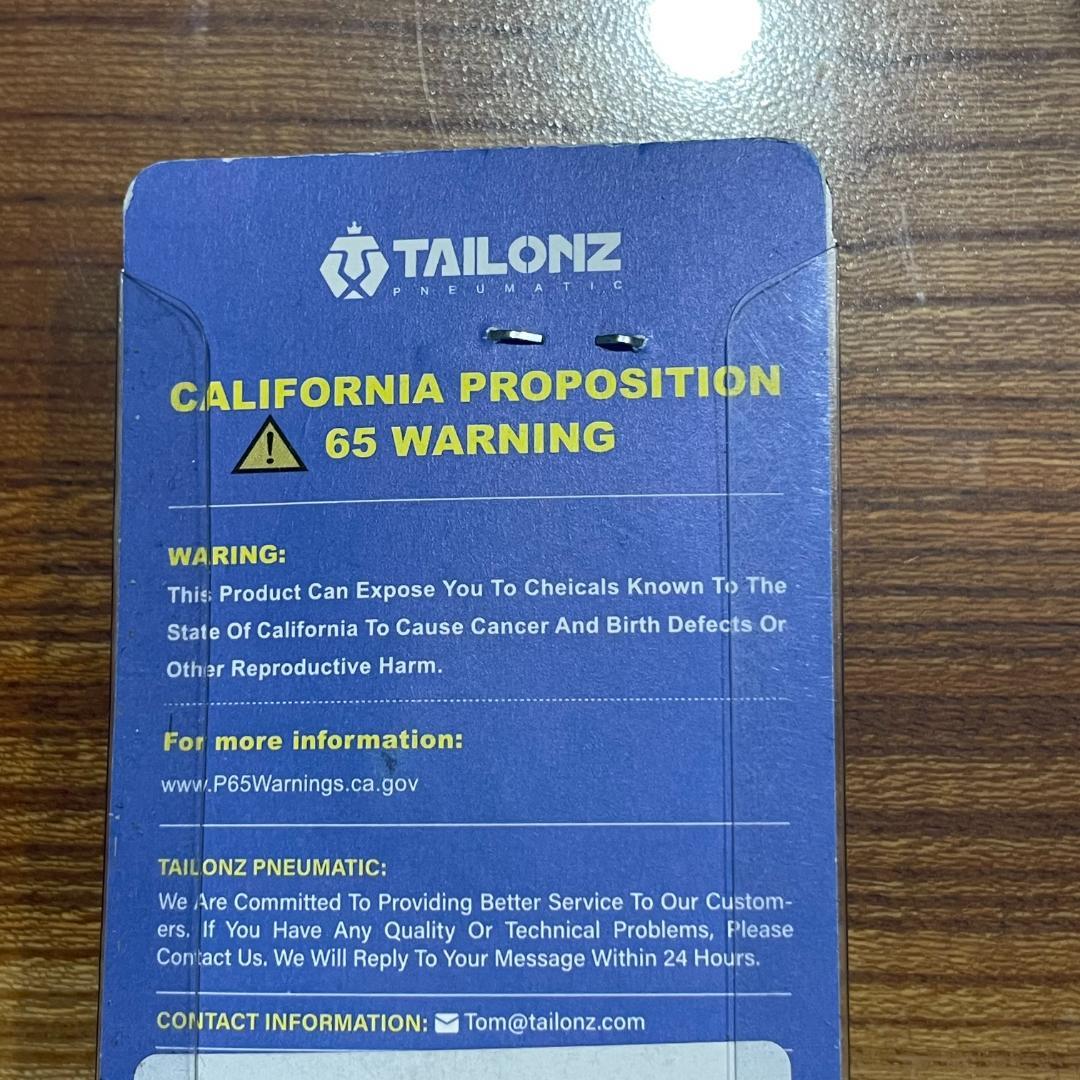 TAILONZ
PNEUMATIC
CALIFORNIA PROPOSITION
65 WARNING
WARING:
This Product Can Expose You To Cheicals Known To The
State Of California To Cause Cancer And Birth Defects Or
Other Reproductive Harm.
For more information:
www.P65Warnings.ca.gov
TAILONZ PNEUMATIC:
We Are Committed To Providing Better Service To Our Custom-
ers. If You Have Any Quality Or Technical Problems, Please
Contact Us. We Will Reply To Your Message Within 24 Hours.
CONTACT INFORMATION: Tom@tailonz.com